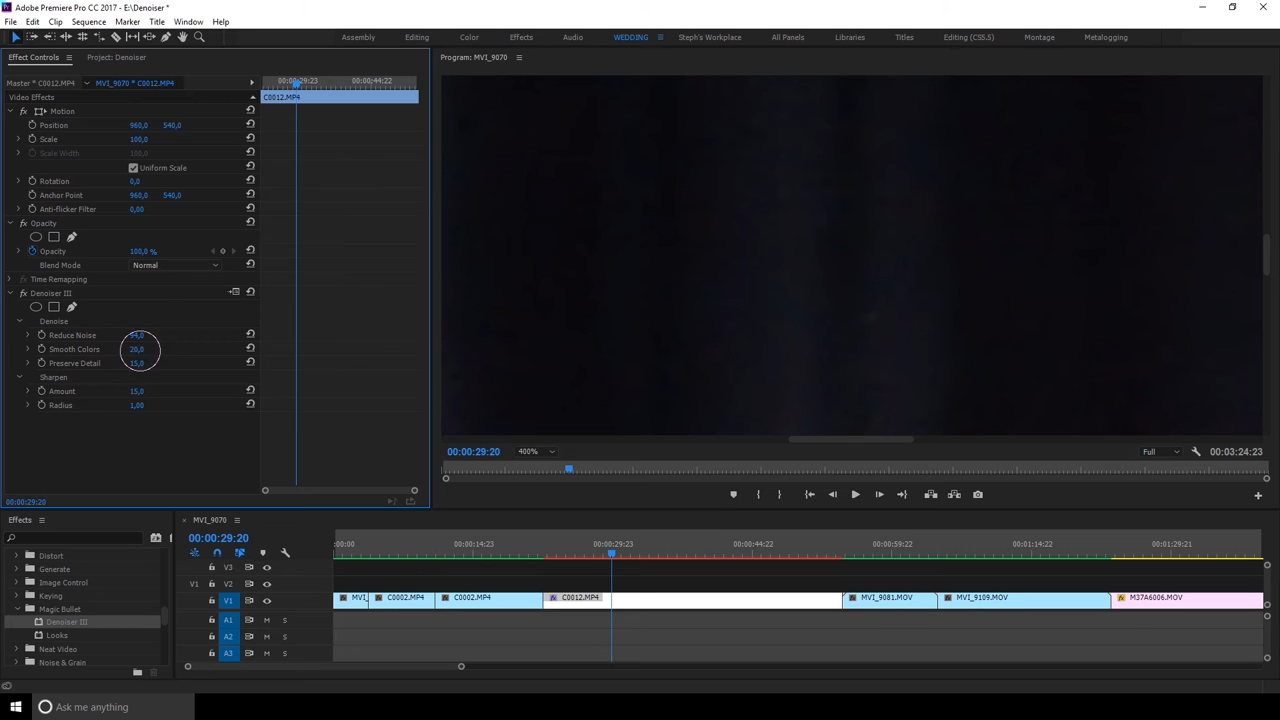 Adobe Premiere Pro CC 2017 - E:\Denoiser *
File Edit Clip Sequence Marker Title Window Help
Assembly Editing Color Effects Audio WEDDING Steph's Workplace All Panels Libraries Titles Editing (CS5.5) Montage Metalogging
Effect Controls Project: Denoiser
Program: MVI_9070
Master * C0012.MP4 MVI_9070 * C0012.MP4
00:00:29:23 00:00:44:22
Video Effects
C0012.MP4
Motion
Position 960,0 540,0
Scale 100,0
Scale Width 100,0
Uniform Scale
Rotation 0,0
Anchor Point 960,0 540,0
Anti-flicker Filter 0,00
Opacity
Opacity 100,0 %
Blend Mode Normal
Time Remapping
Denoiser III
Denoise
Reduce Noise 94,0
Smooth Colors 20,0
Preserve Detail 15,0
Sharpen
Amount 15,0
Radius 1,00
00:00:29:20 400% Full 00:03:24:23
00:00:29:20
Effects
Distort
Generate
Image Control
Keying
Magic Bullet
Denoiser III
Looks
Neat Video
Noise & Grain
MVI_9070
00:00:29:20
:00:00 00:00:14:23 00:00:29:23 00:00:44:22 00:00:59:22 00:01:14:22 00:01:29:21
V3
V1 V2
V1 MVI_ C0002.MP4 C0002.MP4 C0012.MP4 MVI_9081.MOV MVI_9109.MOV M37A6006.MOV
A1 M S
A2 M S
A3 M S
Ask me anything